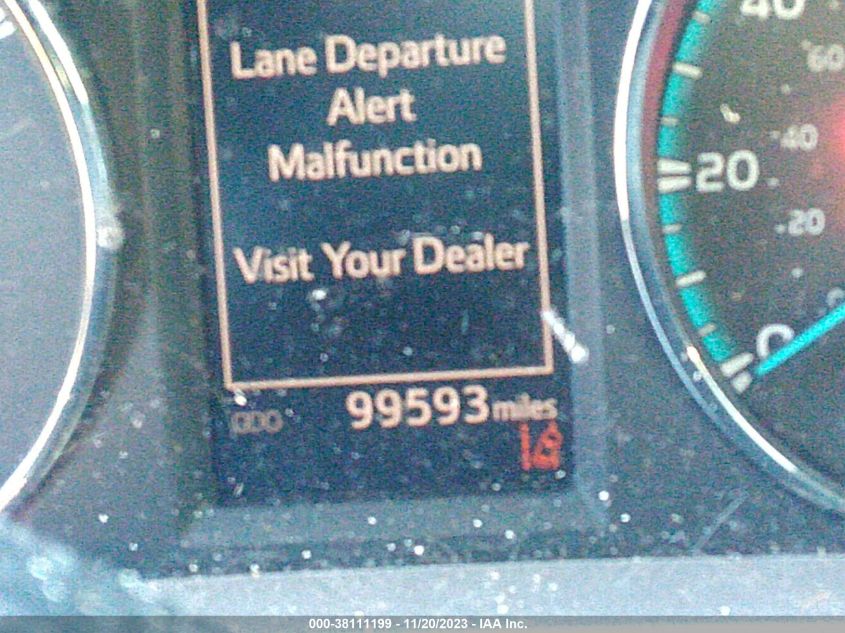 Lane Departure
Alert
Malfunction
Visit Your Dealer
ODO 99593 miles
40
60
40
20
20
0
000-38111199 - 11/20/2023 - IAA Inc.